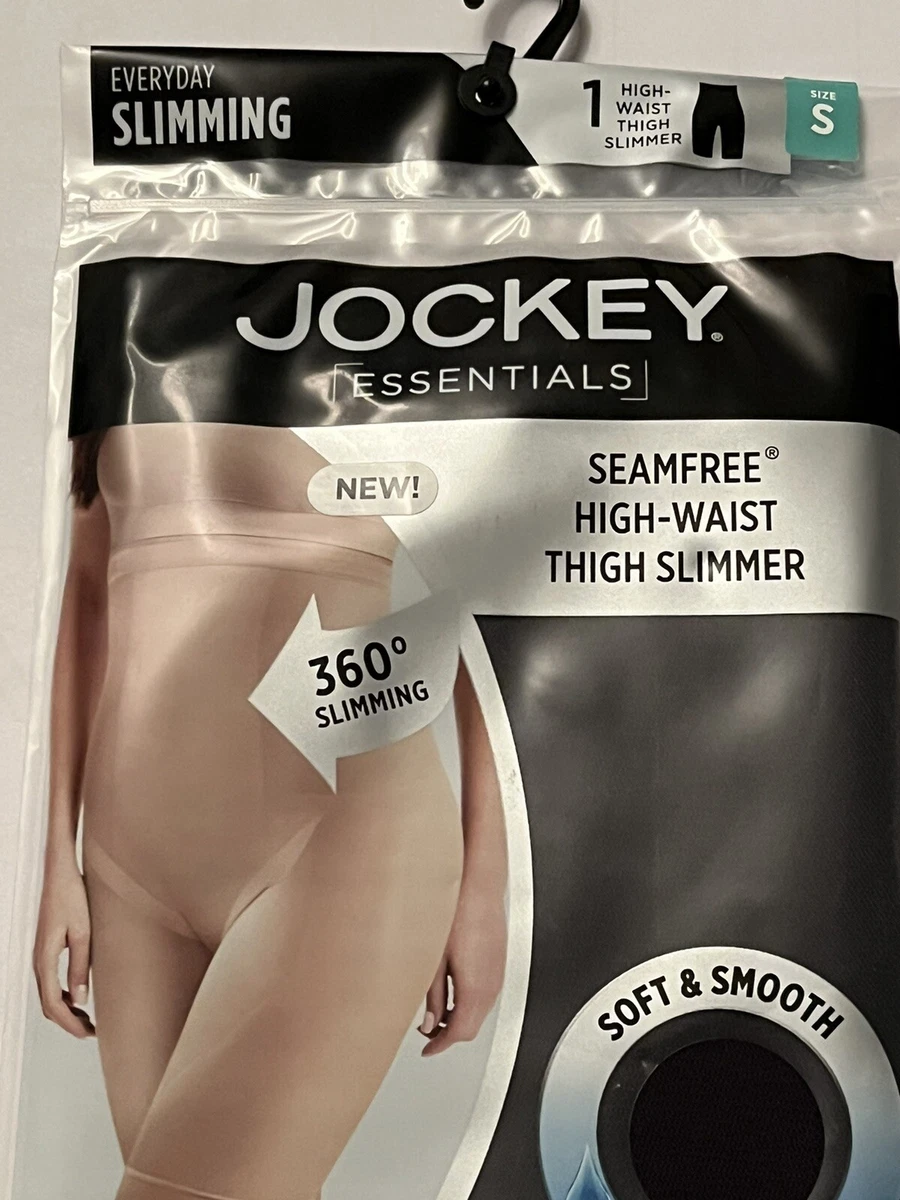 EVERYDAY
SLIMMING
1
HIGH-
WAIST
THIGH
SLIMMER
SIZE
S
JOCKEY®
[ESSENTIALS]
NEW!
SEAMFREE®
HIGH-WAIST
THIGH SLIMMER
360°
SLIMMING
SOFT & SMOOTH